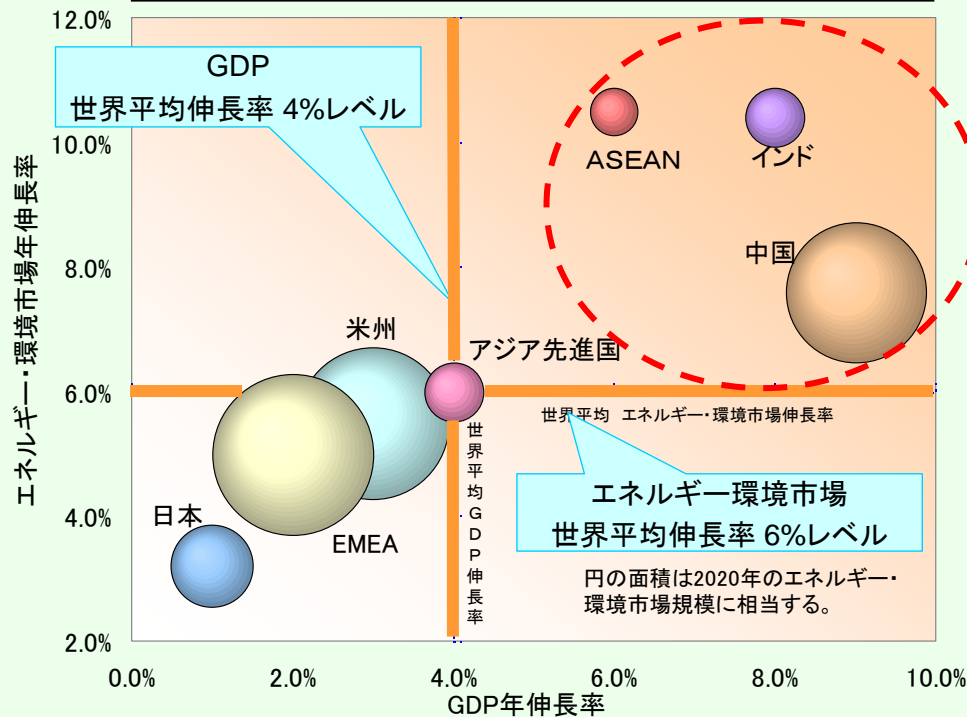 12.0%
10.0%
8.0%
6.0%
4.0%
2.0%
エネルギー・環境市場年伸長率
GDP
世界平均伸長率 4%レベル
ASEAN
インド
中国
米州
アジア先進国
世界平均 エネルギー・環境市場伸長率
世界平均GDP伸長率
エネルギー環境市場
世界平均伸長率 6%レベル
日本
EMEA
円の面積は2020年のエネルギー・
環境市場規模に相当する。
0.0%
2.0%
4.0%
6.0%
8.0%
10.0%
GDP年伸長率